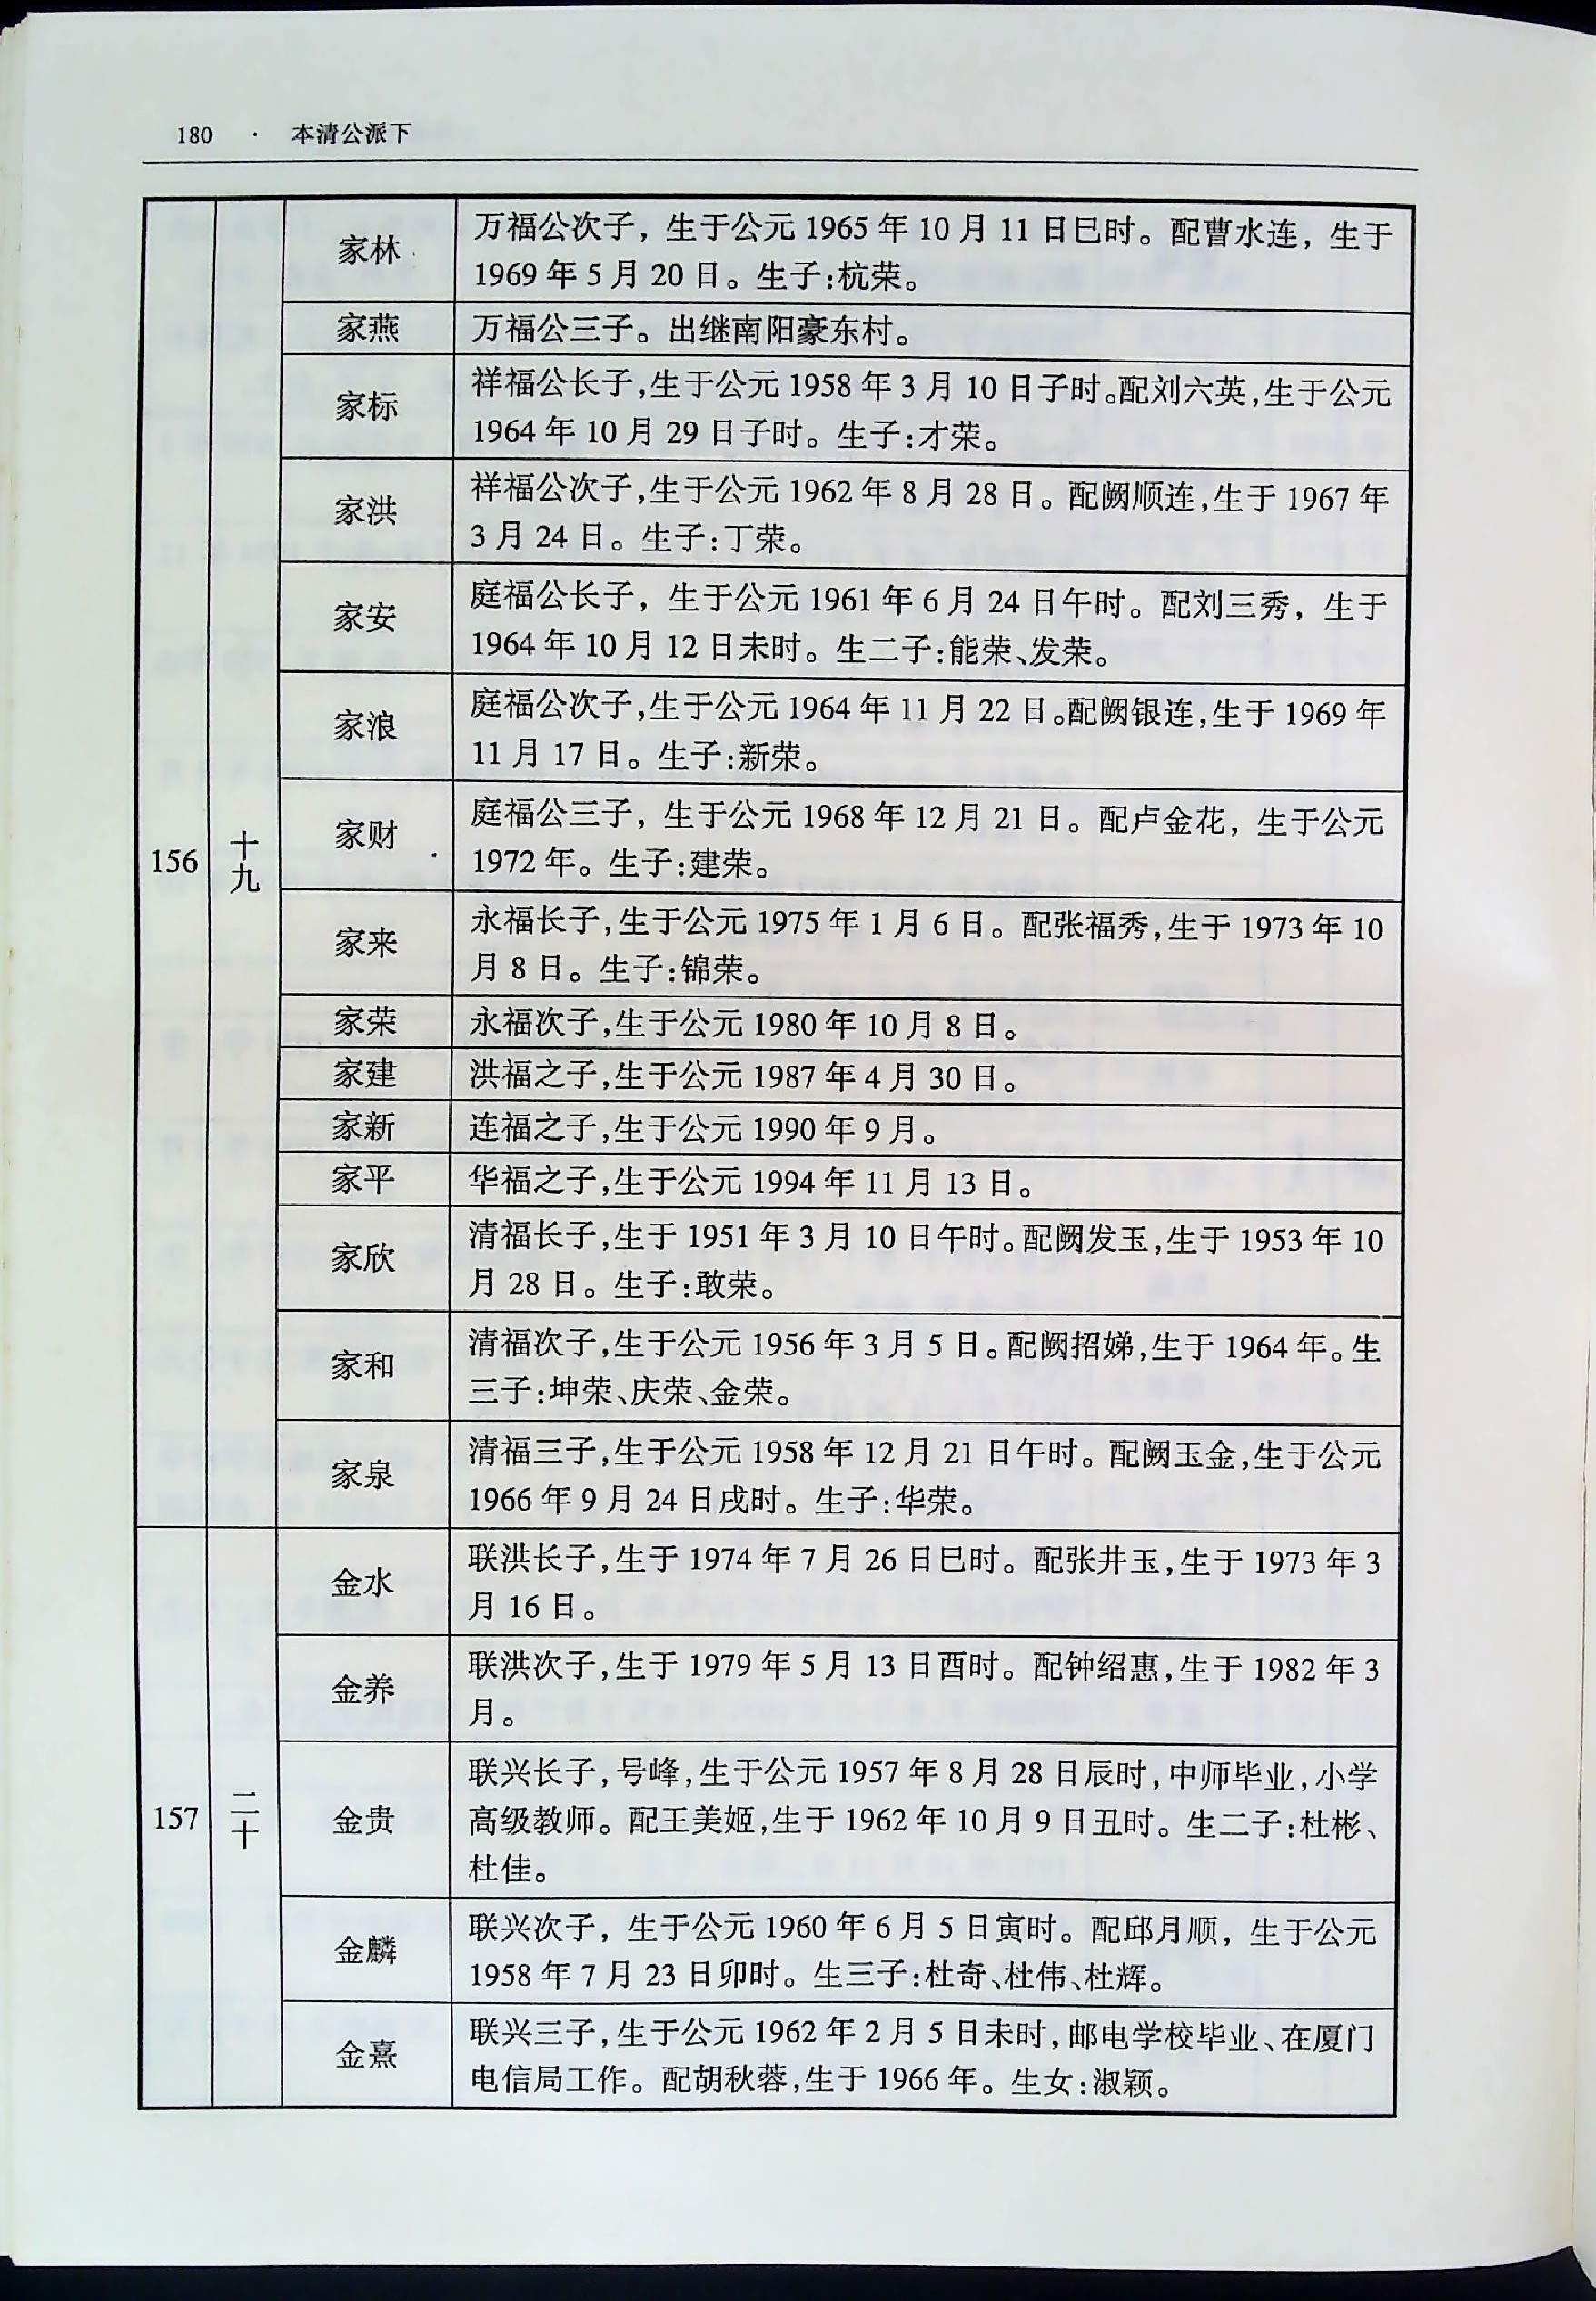 180 · 本清公派下
156
十九
家林
万福公次子，生于公元 1965 年 10 月 11 日巳时。配曹水连，生于
1969 年 5 月 20 日。生子:杭荣。
家燕
万福公三子。出继南阳豪东村。
家标
祥福公长子,生于公元 1958 年 3 月 10 日子时。配刘六英,生于公元
1964 年 10 月 29 日子时。生子:才荣。
家洪
祥福公次子,生于公元 1962 年 8 月 28 日。配阙顺连,生于 1967 年
3 月 24 日。生子:丁荣。
家安
庭福公长子，生于公元 1961 年 6 月 24 日午时。配刘三秀，生于
1964 年 10 月 12 日未时。生二子:能荣、发荣。
家浪
庭福公次子,生于公元 1964 年 11 月 22 日。配阙银连,生于 1969 年
11 月 17 日。生子:新荣。
家财
庭福公三子，生于公元 1968 年 12 月 21 日。配卢金花，生于公元
1972 年。生子:建荣。
家来
永福长子,生于公元 1975 年 1 月 6 日。配张福秀,生于 1973 年 10
月 8 日。生子:锦荣。
家荣
永福次子,生于公元 1980 年 10 月 8 日。
家建
洪福之子,生于公元 1987 年 4 月 30 日。
家新
连福之子,生于公元 1990 年 9 月。
家平
华福之子,生于公元 1994 年 11 月 13 日。
家欣
清福长子,生于 1951 年 3 月 10 日午时。配阙发玉,生于 1953 年 10
月 28 日。生子:敢荣。
家和
清福次子,生于公元 1956 年 3 月 5 日。配阙招娣,生于 1964 年。生
三子:坤荣、庆荣、金荣。
家泉
清福三子,生于公元 1958 年 12 月 21 日午时。配阙玉金,生于公元
1966 年 9 月 24 日戌时。生子:华荣。
157
二十
金水
联洪长子,生于 1974 年 7 月 26 日巳时。配张井玉,生于 1973 年 3
月 16 日。
金养
联洪次子,生于 1979 年 5 月 13 日酉时。配钟绍惠,生于 1982 年 3
月。
金贵
联兴长子,号峰,生于公元 1957 年 8 月 28 日辰时,中师毕业,小学
高级教师。配王美姬,生于 1962 年 10 月 9 日丑时。生二子:杜彬、
杜佳。
金麟
联兴次子，生于公元 1960 年 6 月 5 日寅时。配邱月顺，生于公元
1958 年 7 月 23 日卯时。生三子:杜奇、杜伟、杜辉。
金熹
联兴三子,生于公元 1962 年 2 月 5 日未时,邮电学校毕业、在厦门
电信局工作。配胡秋蓉,生于 1966 年。生女:淑颖。